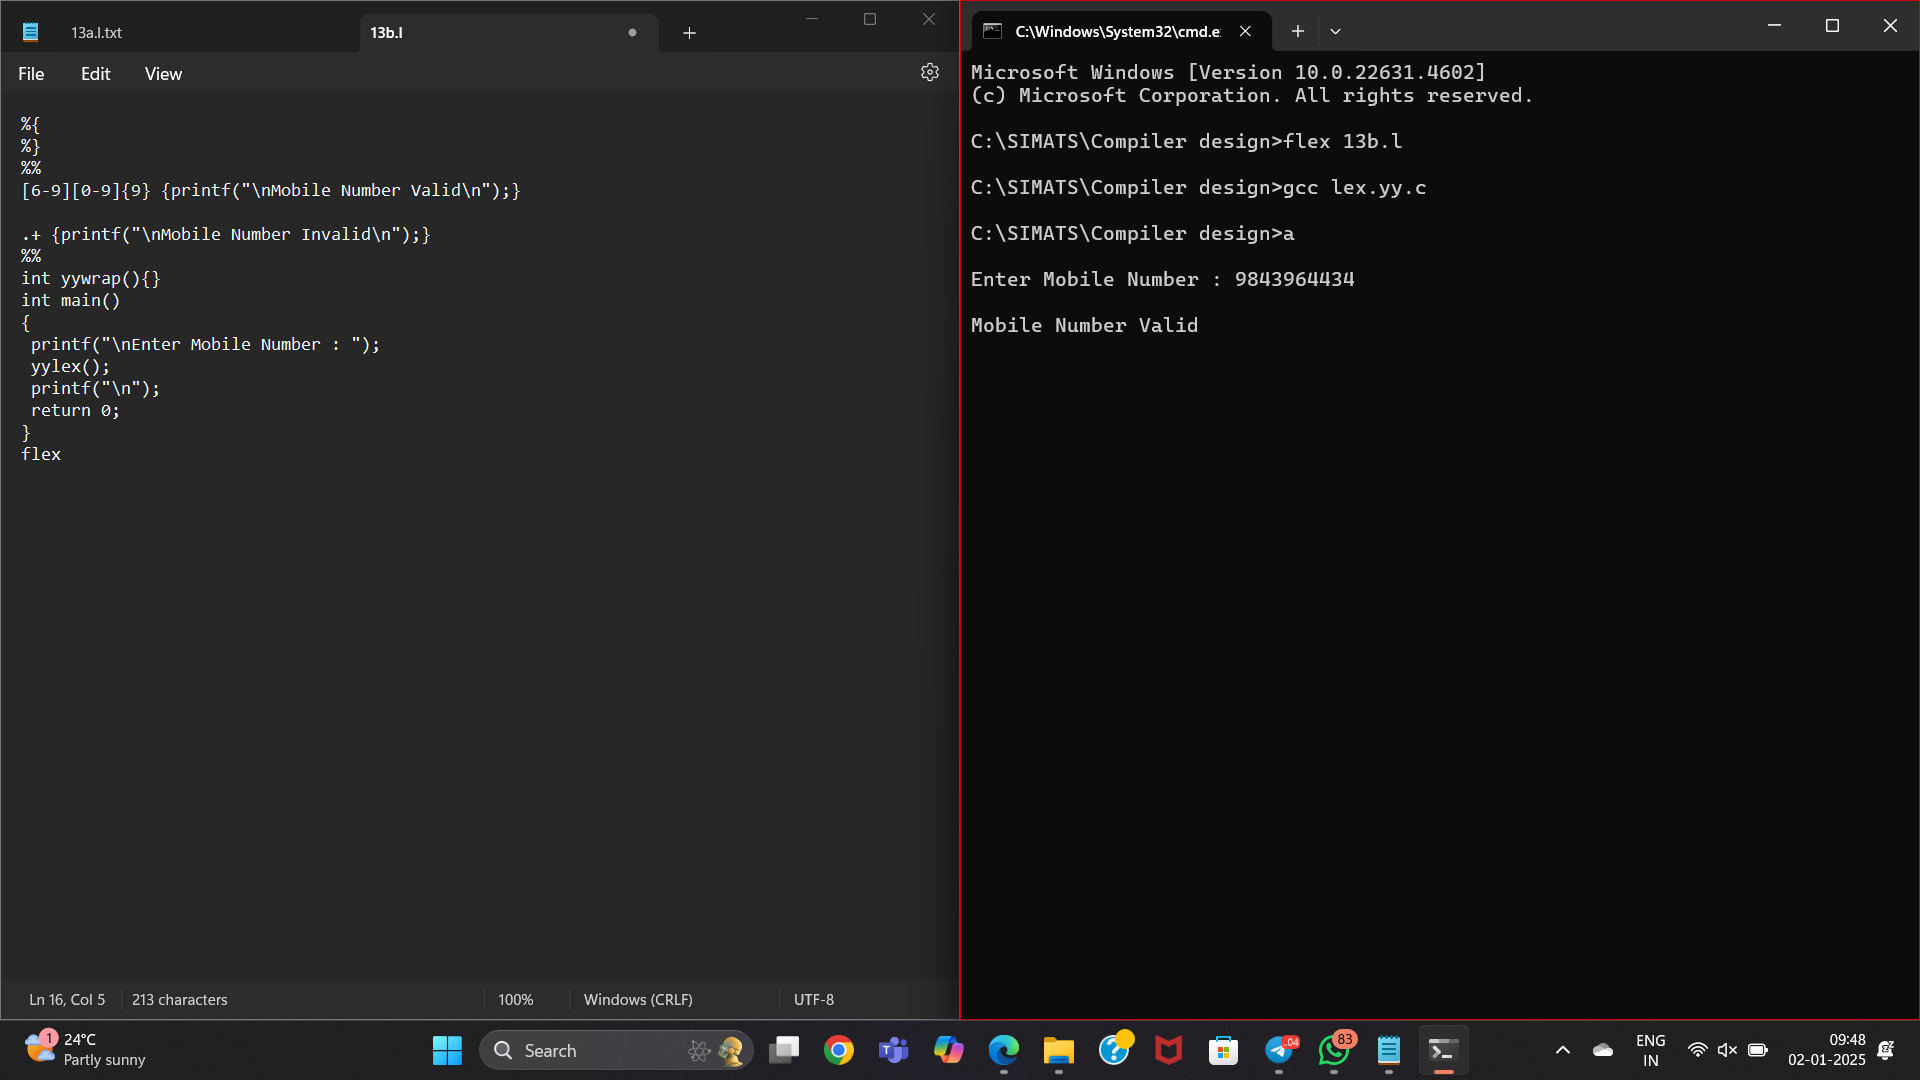 13a.l.txt
13b.l
File
Edit
View
%{
%}
%%
[6-9][0-9]{9} {printf("\nMobile Number Valid\n");}
.+ {printf("\nMobile Number Invalid\n");}
%%
int yywrap(){}
int main()
{
printf("\nEnter Mobile Number : ");
yylex();
printf("\n");
return 0;
}
flex
Ln 16, Col 5
213 characters
100%
Windows (CRLF)
UTF-8
C:\Windows\System32\cmd.e
Microsoft Windows [Version 10.0.22631.4602]
(c) Microsoft Corporation. All rights reserved.
C:\SIMATS\Compiler design>flex 13b.l
C:\SIMATS\Compiler design>gcc lex.yy.c
C:\SIMATS\Compiler design>a
Enter Mobile Number : 9843964434
Mobile Number Valid
1
24°C
Partly sunny
Search
..04
83
ENG
IN
09:48
02-01-2025